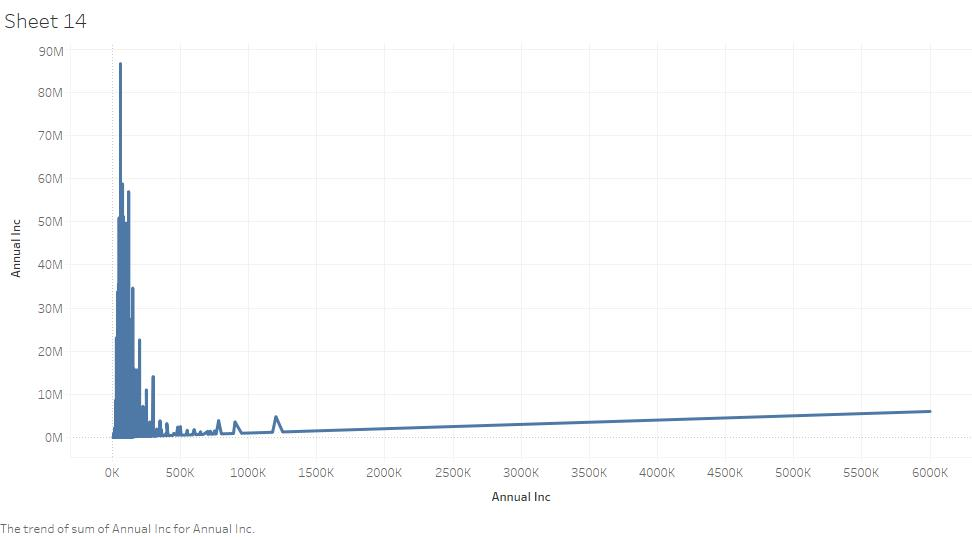 Sheet 14
90M
80M
70M
60M
50M
40M
30M
20M
10M
0M
Annual Inc
0K 500K 1000K 1500K 2000K 2500K 3000K 3500K 4000K 4500K 5000K 5500K 6000K
Annual Inc
The trend of sum of Annual Inc for Annual Inc.